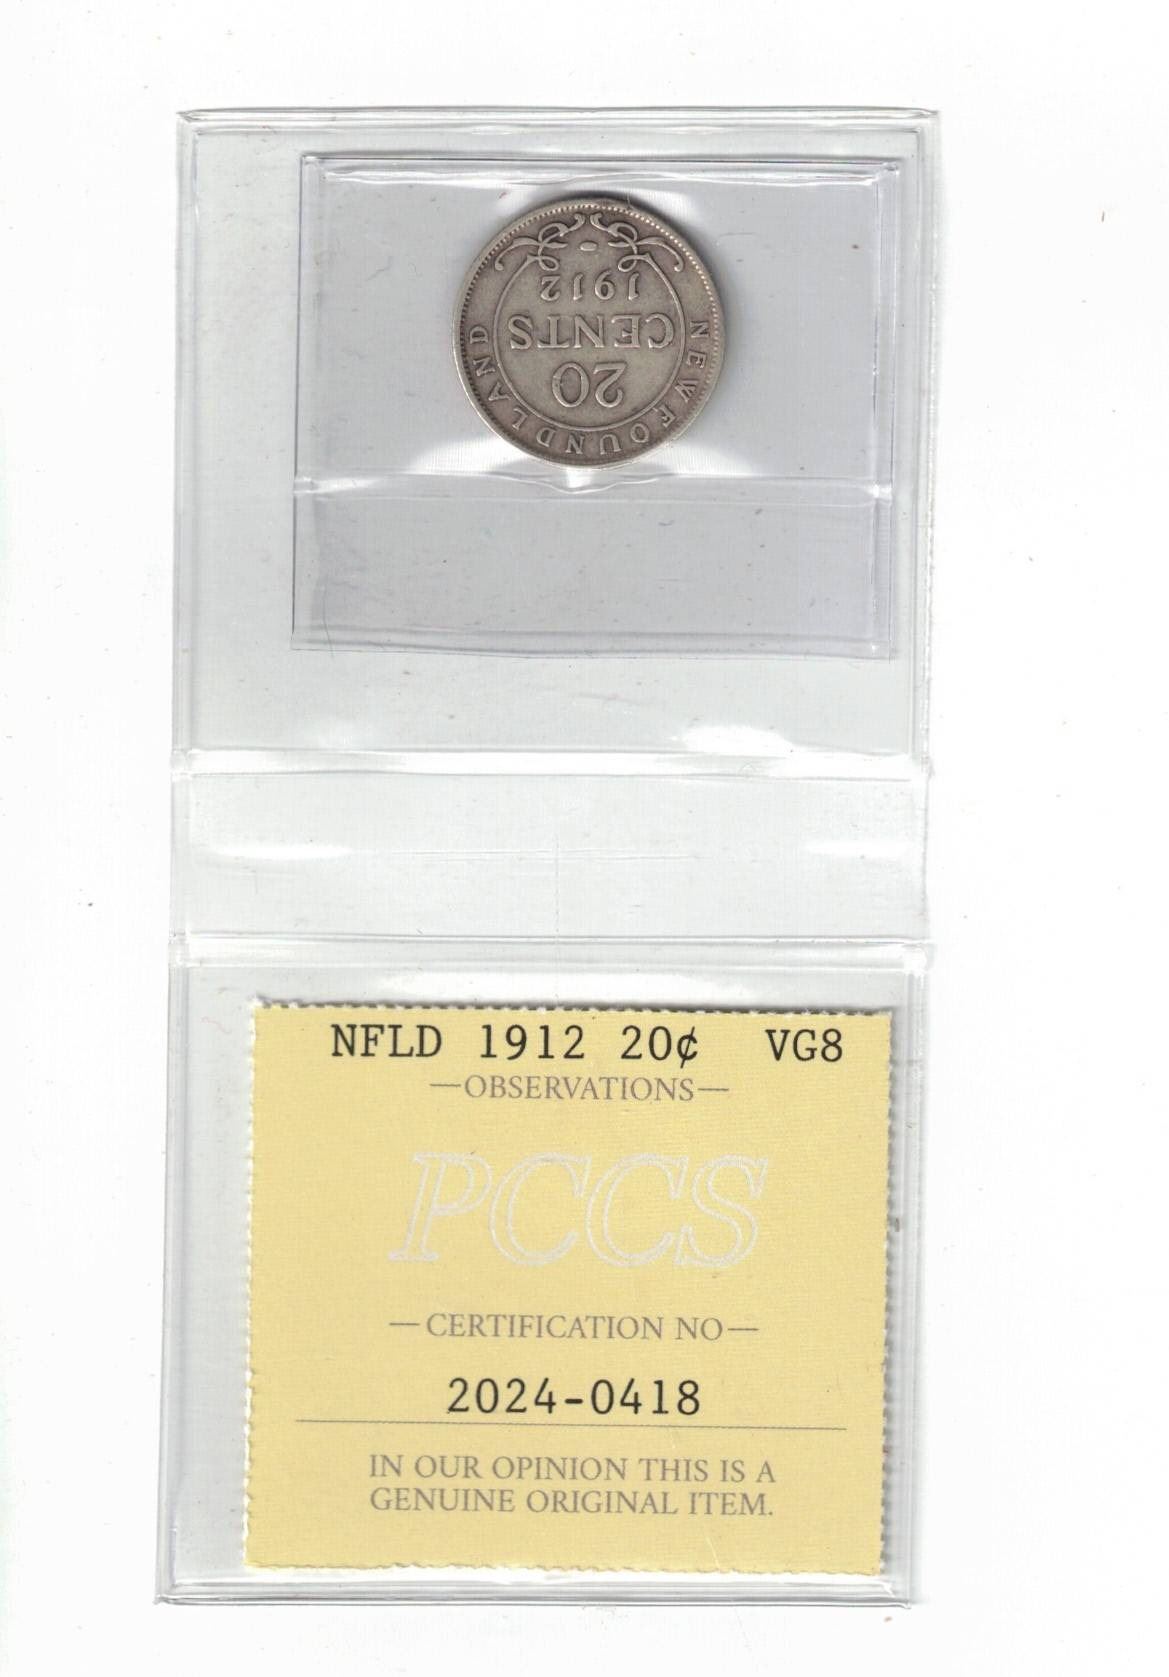 NEWFOUNDLAND
20
CENTS
1912
NFLD 1912 20¢ VG8
—OBSERVATIONS—
PCCS
—CERTIFICATION NO—
2024-0418
IN OUR OPINION THIS IS A
GENUINE ORIGINAL ITEM.